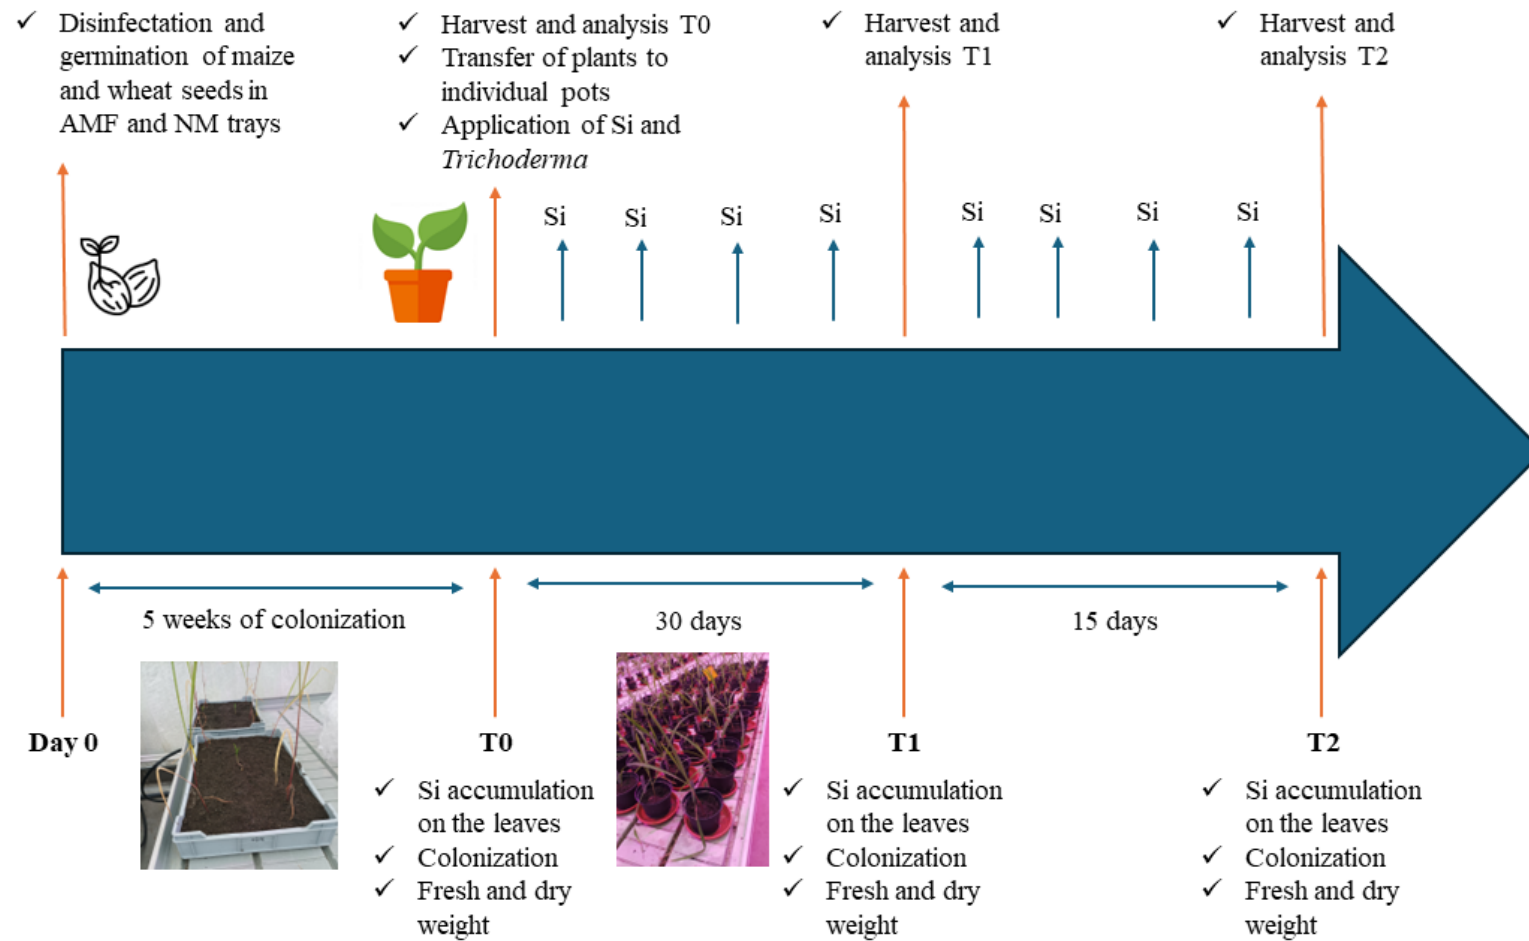 ✓ Disinfectation and
germination of maize
and wheat seeds in
AMF and NM trays
✓ Harvest and analysis T0
✓ Transfer of plants to
individual pots
✓ Application of Si and
Trichoderma
✓ Harvest and
analysis T1
✓ Harvest and
analysis T2
Si
Si
Si
Si
Si
Si
Si
Si
5 weeks of colonization
30 days
15 days
Day 0
T0
T1
T2
✓ Si accumulation
on the leaves
✓ Colonization
✓ Fresh and dry
weight
✓ Si accumulation
on the leaves
✓ Colonization
✓ Fresh and dry
weight
✓ Si accumulation
on the leaves
✓ Colonization
✓ Fresh and dry
weight